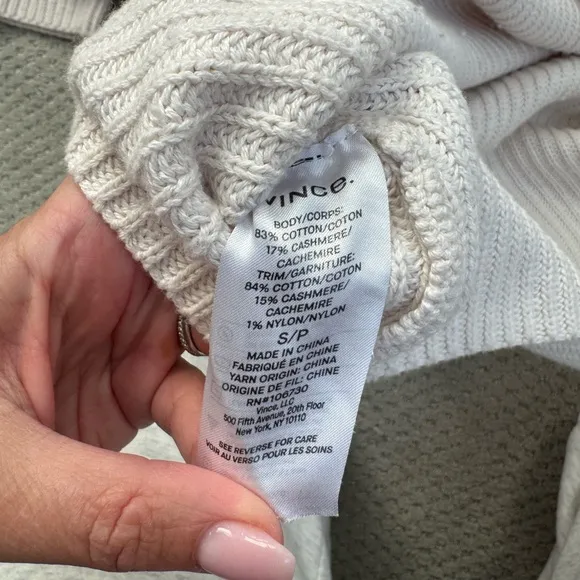 VINCE.
BODY/CORPS:
83% COTTON/COTON
17% CASHMERE/
CACHEMIRE
TRIM/GARNITURE:
84% COTTON/COTON
15% CASHMERE/
CACHEMIRE
1% NYLON/NYLON
S/P
MADE IN CHINA
FABRIQUÉ EN CHINE
YARN ORIGIN: CHINA
ORIGINE DE FIL: CHINE
RN#106730
Vince, LLC
500 Fifth Avenue, 20th Floor
New York, NY 10110
SEE REVERSE FOR CARE
VOIR AU VERSO POUR LES SOINS